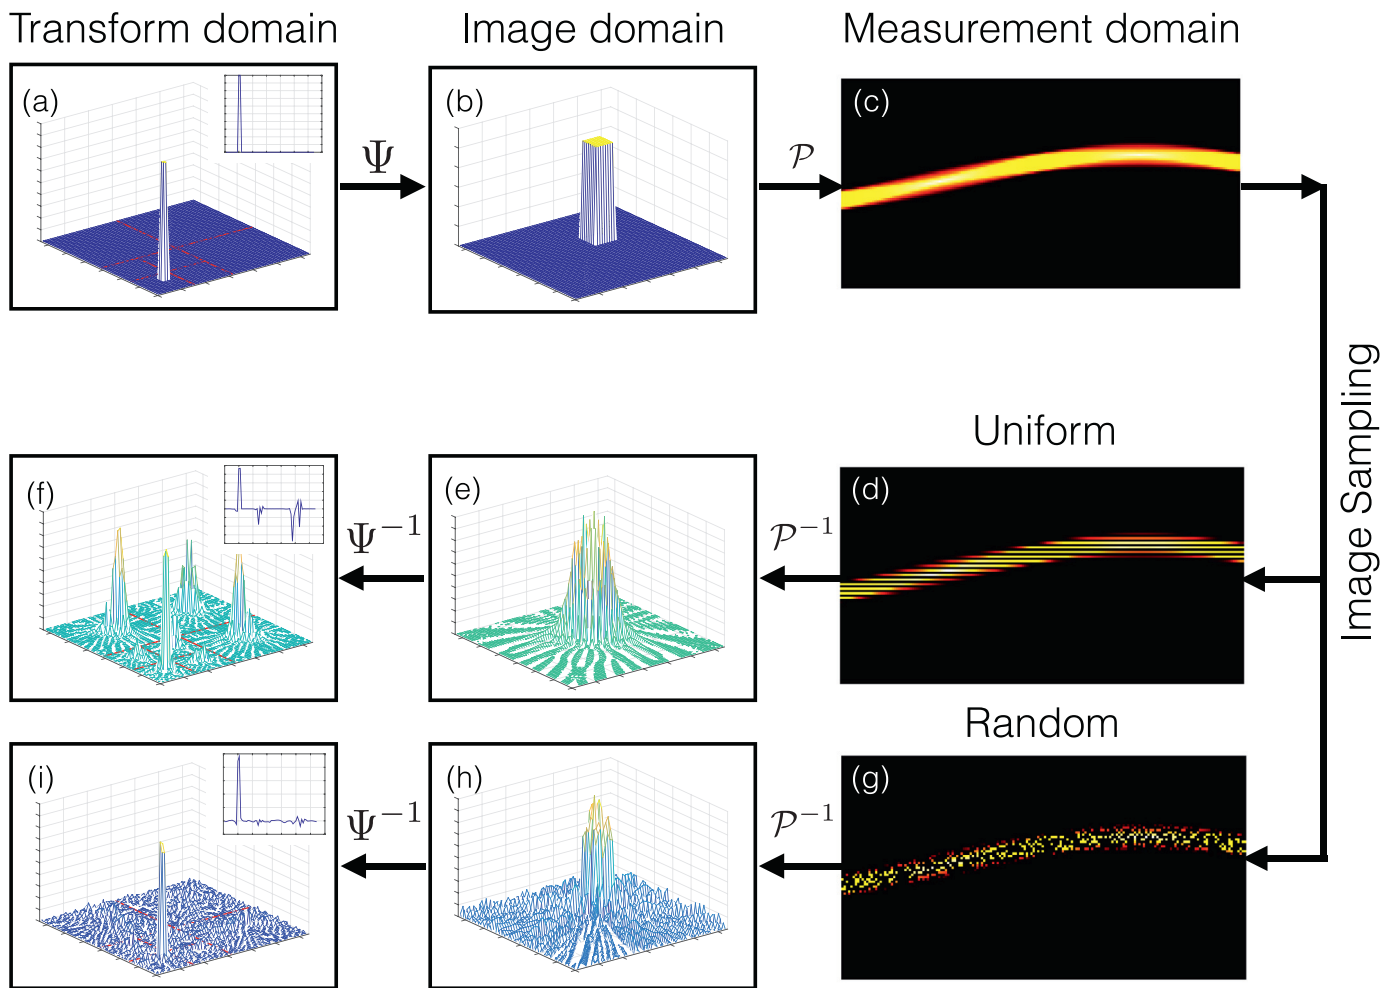 Transform domain
Image domain
Measurement domain
(a)
Ψ
(b)
𝒫
(c)
Image Sampling
Uniform
(f)
Ψ⁻¹
(e)
𝒫⁻¹
(d)
Random
(i)
Ψ⁻¹
(h)
𝒫⁻¹
(g)